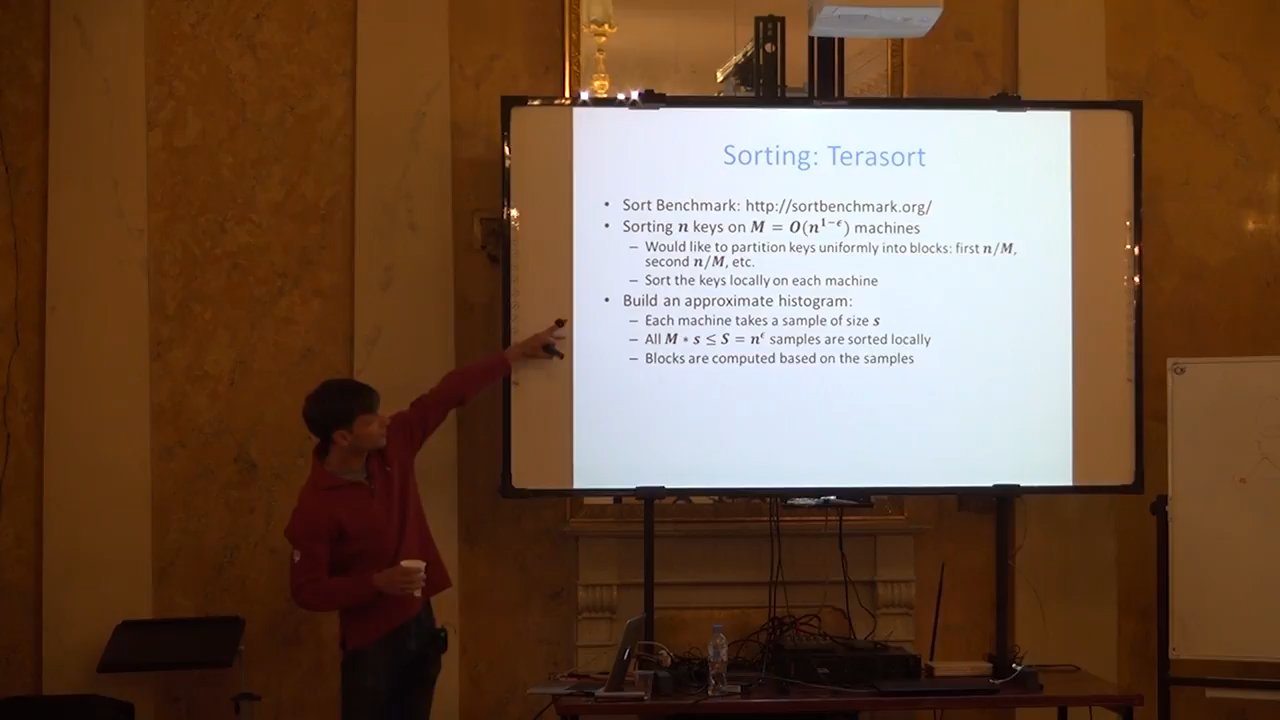 Sorting: Terasort
• Sort Benchmark: http://sortbenchmark.org/
• Sorting n keys on M = O(n^{1−ϵ}) machines
– Would like to partition keys uniformly into blocks: first n/M,
second n/M, etc.
– Sort the keys locally on each machine
• Build an approximate histogram:
– Each machine takes a sample of size s
– All M * s ≤ S = n^ϵ samples are sorted locally
– Blocks are computed based on the samples